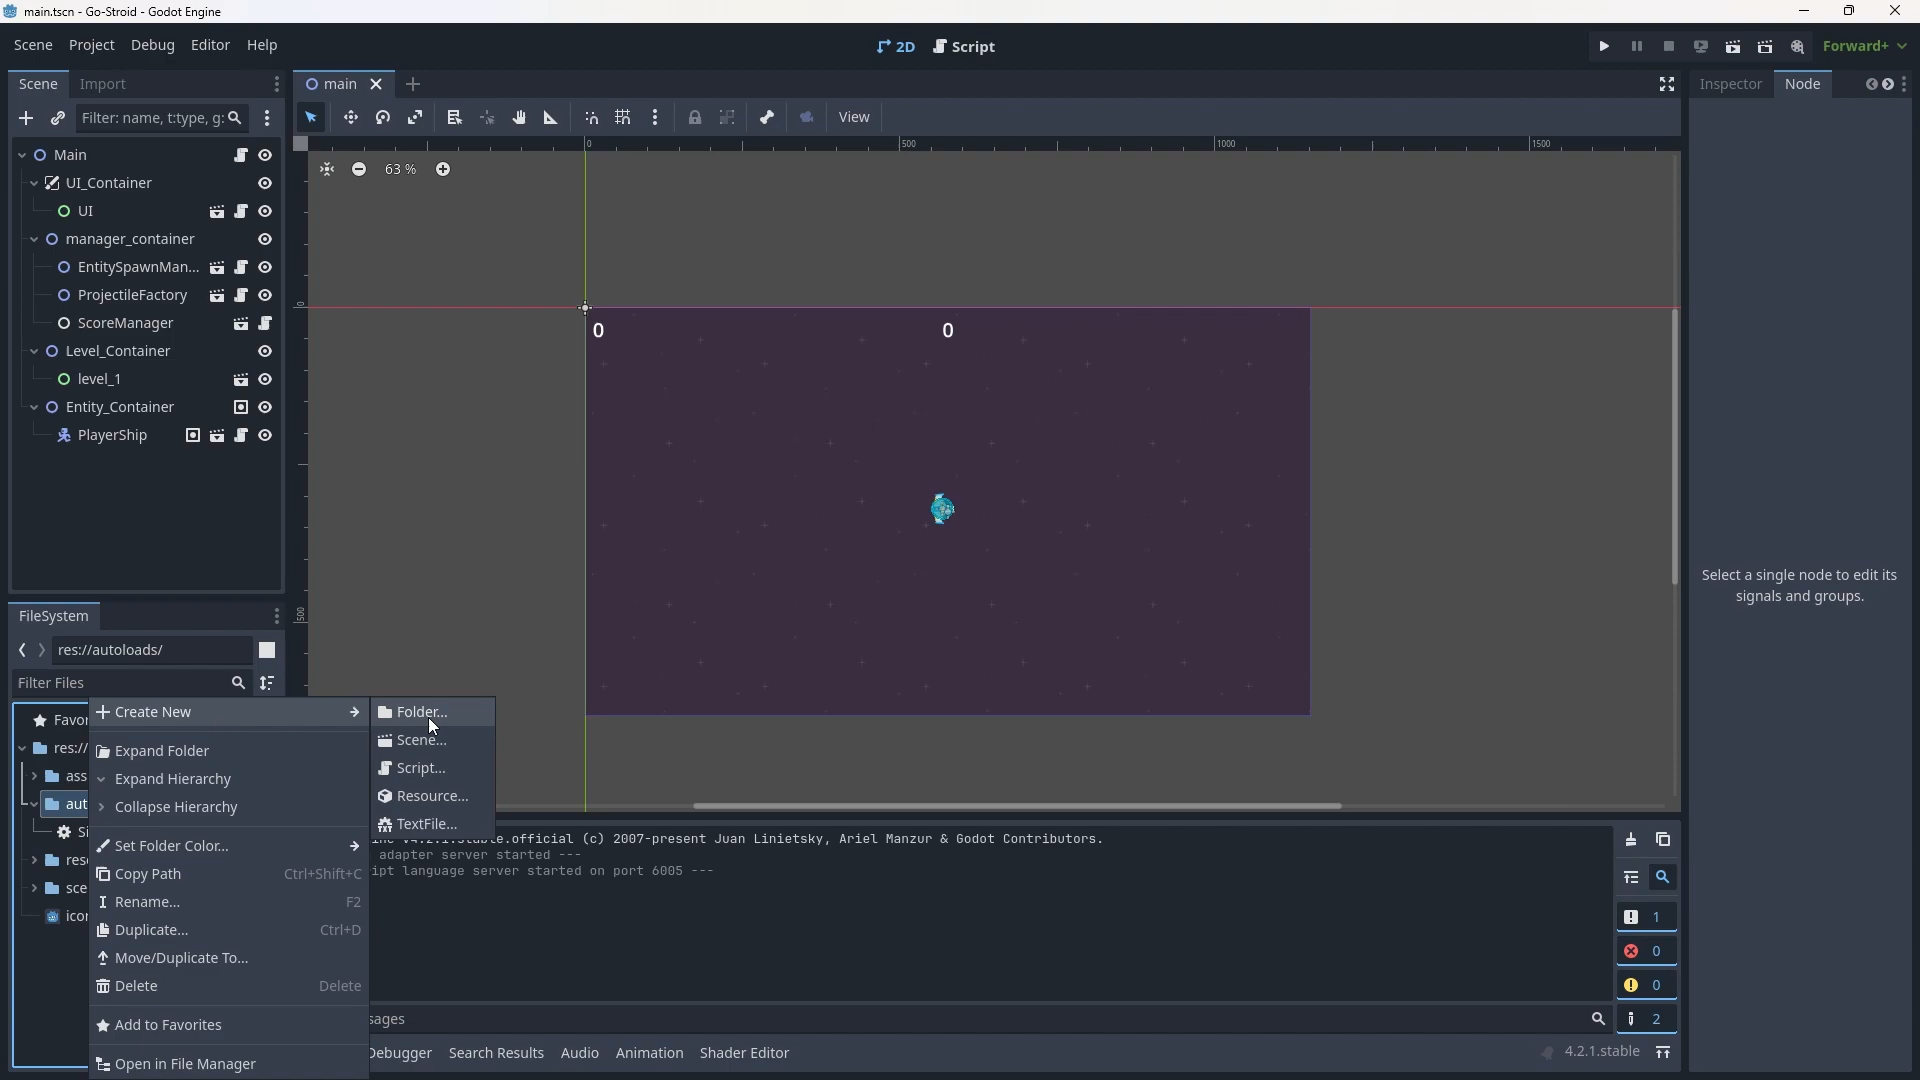 main.tscn - Go-Stroid - Godot Engine
Scene Project Debug Editor Help
2D Script
Forward+
Scene Import
main
Inspector Node
Filter: name, t:type, g:
View
0 500 1000 1500
63 %
Main
UI_Container
UI
manager_container
EntitySpawnMan...
ProjectileFactory
ScoreManager
Level_Container
level_1
Entity_Container
PlayerShip
0
500
0 0
Select a single node to edit its
signals and groups.
FileSystem
res://autoloads/
Filter Files
Favor
res://
ass
aut
Si
res
sce
icon
Create New
Expand Folder
Expand Hierarchy
Collapse Hierarchy
Set Folder Color...
Copy Path Ctrl+Shift+C
Rename... F2
Duplicate... Ctrl+D
Move/Duplicate To...
Delete Delete
Add to Favorites
Open in File Manager
Folder...
Scene...
Script...
Resource...
TextFile...
.official (c) 2007-present Juan Linietsky, Ariel Manzur & Godot Contributors.
adapter server started ---
ipt language server started on port 6005 ---
1
0
0
2
sages
Debugger Search Results Audio Animation Shader Editor
4.2.1.stable